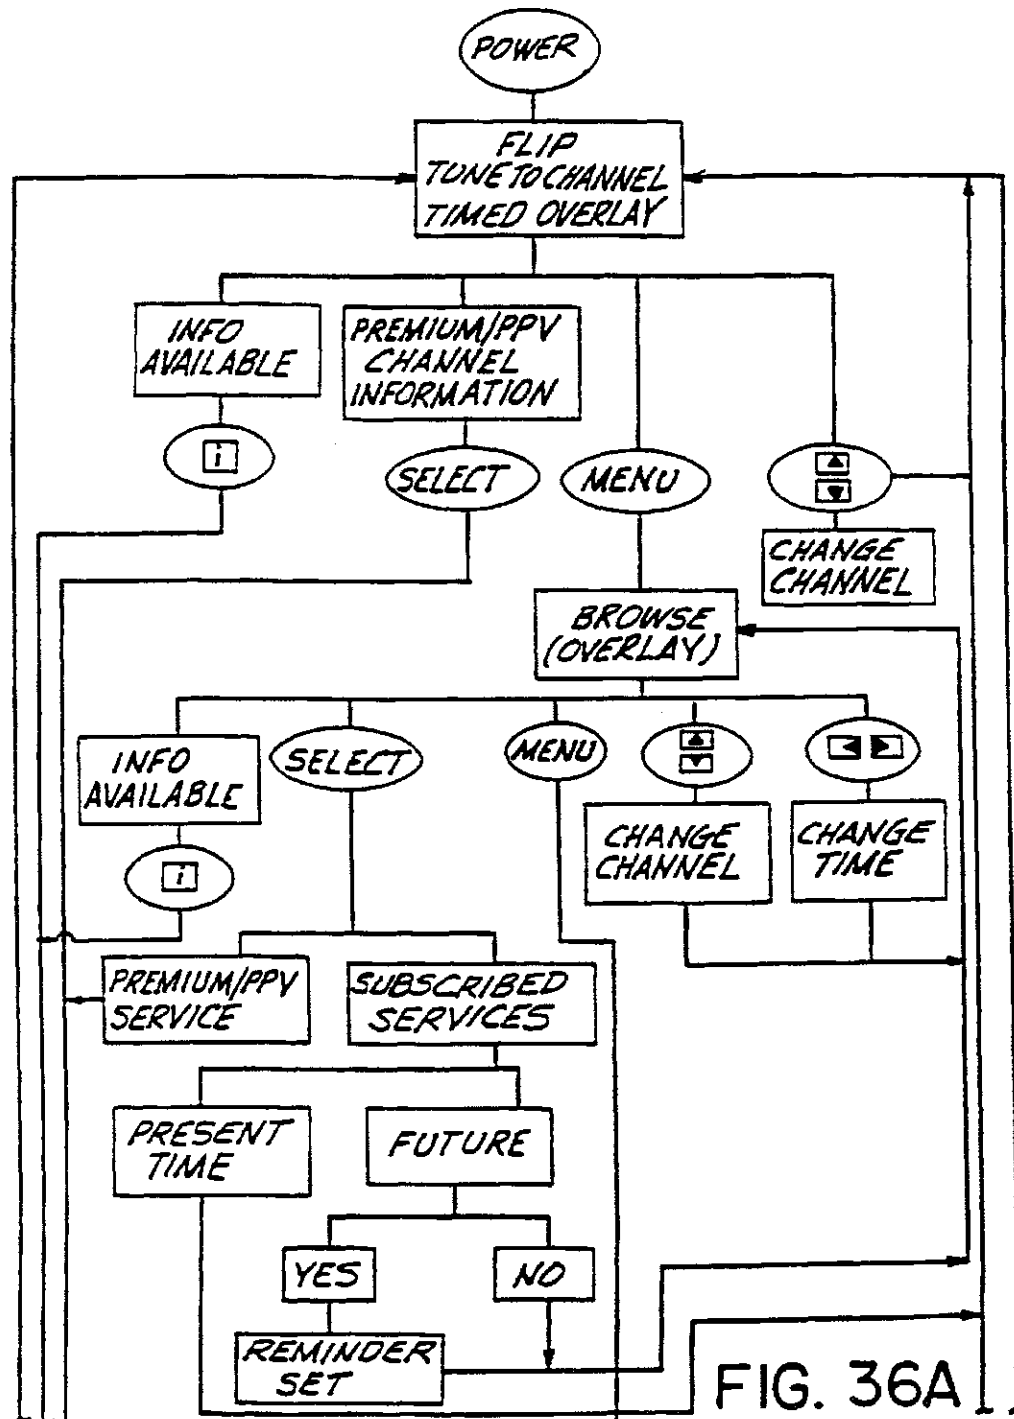 POWER
FLIP
TUNE TO CHANNEL
TIMED OVERLAY
INFO
AVAILABLE
PREMIUM/PPV
CHANNEL
INFORMATION
i
SELECT
MENU
CHANGE
CHANNEL
BROWSE
(OVERLAY)
INFO
AVAILABLE
SELECT
MENU
CHANGE
CHANNEL
CHANGE
TIME
i
PREMIUM/PPV
SERVICE
SUBSCRIBED
SERVICES
PRESENT
TIME
FUTURE
YES
NO
REMINDER
SET
FIG. 36A